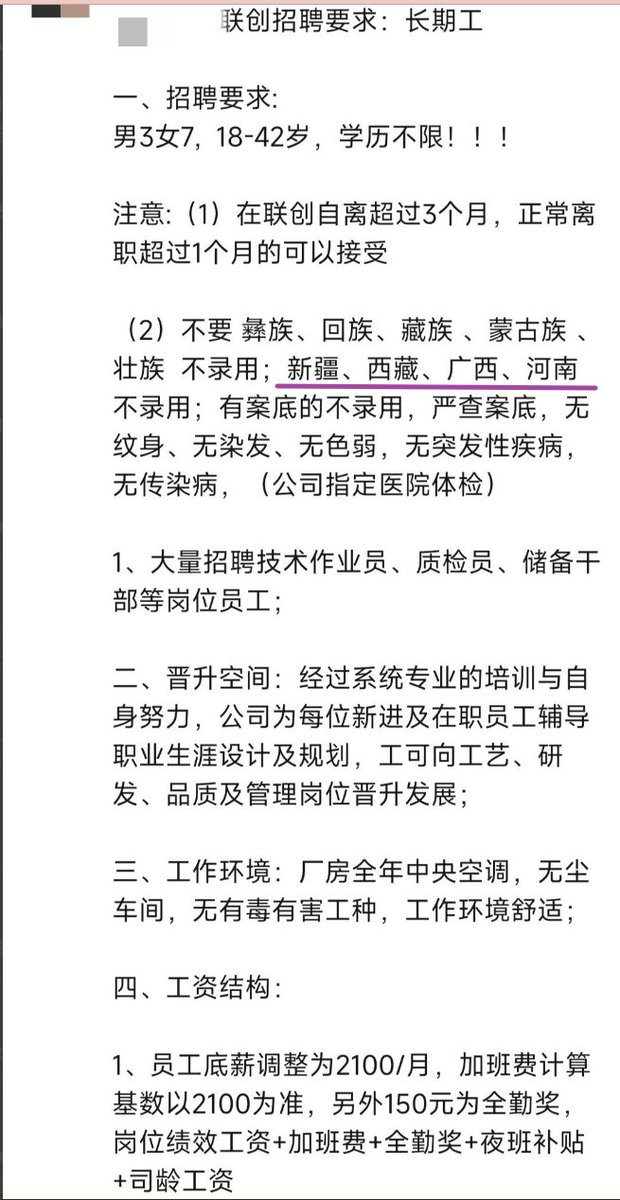 联创招聘要求：长期工
一、招聘要求:
男3女7，18-42岁，学历不限！！！
注意:（1）在联创自离超过3个月，正常离
职超过1个月的可以接受
（2）不要 彝族、回族、藏族 、蒙古族 、
壮族  不录用；新疆、西藏、广西、河南
不录用；有案底的不录用，严查案底，无
纹身、无染发、无色弱，无突发性疾病，
无传染病，（公司指定医院体检）
1、大量招聘技术作业员、质检员、储备干
部等岗位员工；
二、晋升空间：经过系统专业的培训与自
身努力，公司为每位新进及在职员工辅导
职业生涯设计及规划，工可向工艺、研
发、品质及管理岗位晋升发展；
三、工作环境：厂房全年中央空调，无尘
车间，无有毒有害工种，工作环境舒适；
四、工资结构：
1、员工底薪调整为2100/月，加班费计算
基数以2100为准，另外150元为全勤奖，
岗位绩效工资+加班费+全勤奖+夜班补贴
+司龄工资